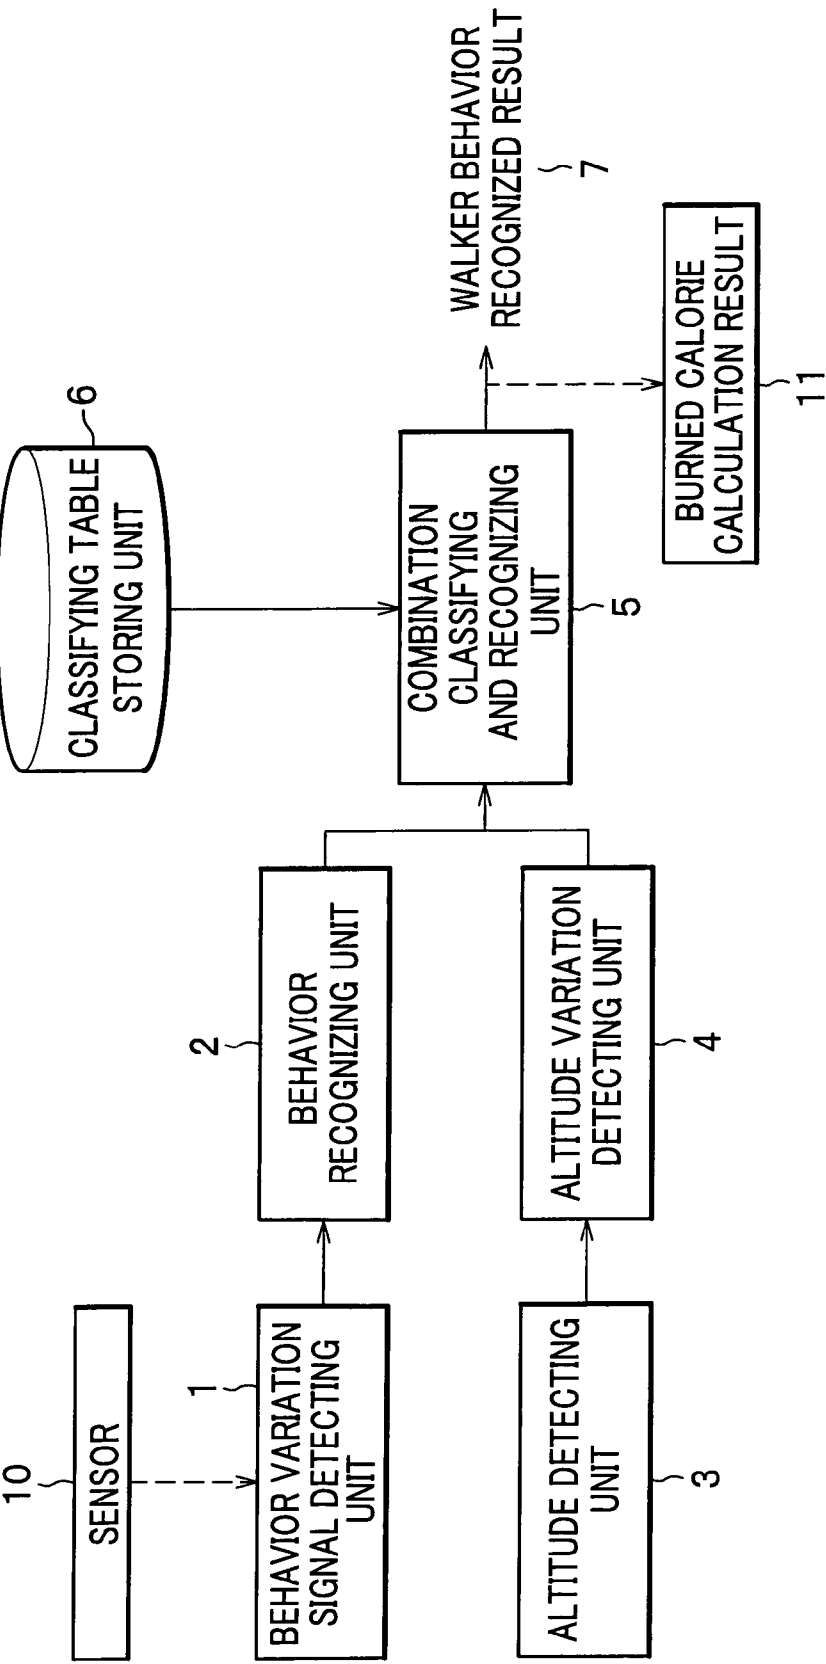 10
SENSOR
1
BEHAVIOR VARIATION
SIGNAL DETECTING
UNIT
2
BEHAVIOR
RECOGNIZING UNIT
ALTITUDE DETECTING
UNIT
3
ALTITUDE VARIATION
DETECTING UNIT
4
6
CLASSIFYING TABLE
STORING UNIT
COMBINATION
CLASSIFYING
AND RECOGNIZING
UNIT
5
WALKER BEHAVIOR
RECOGNIZED RESULT
7
BURNED CALORIE
CALCULATION RESULT
11